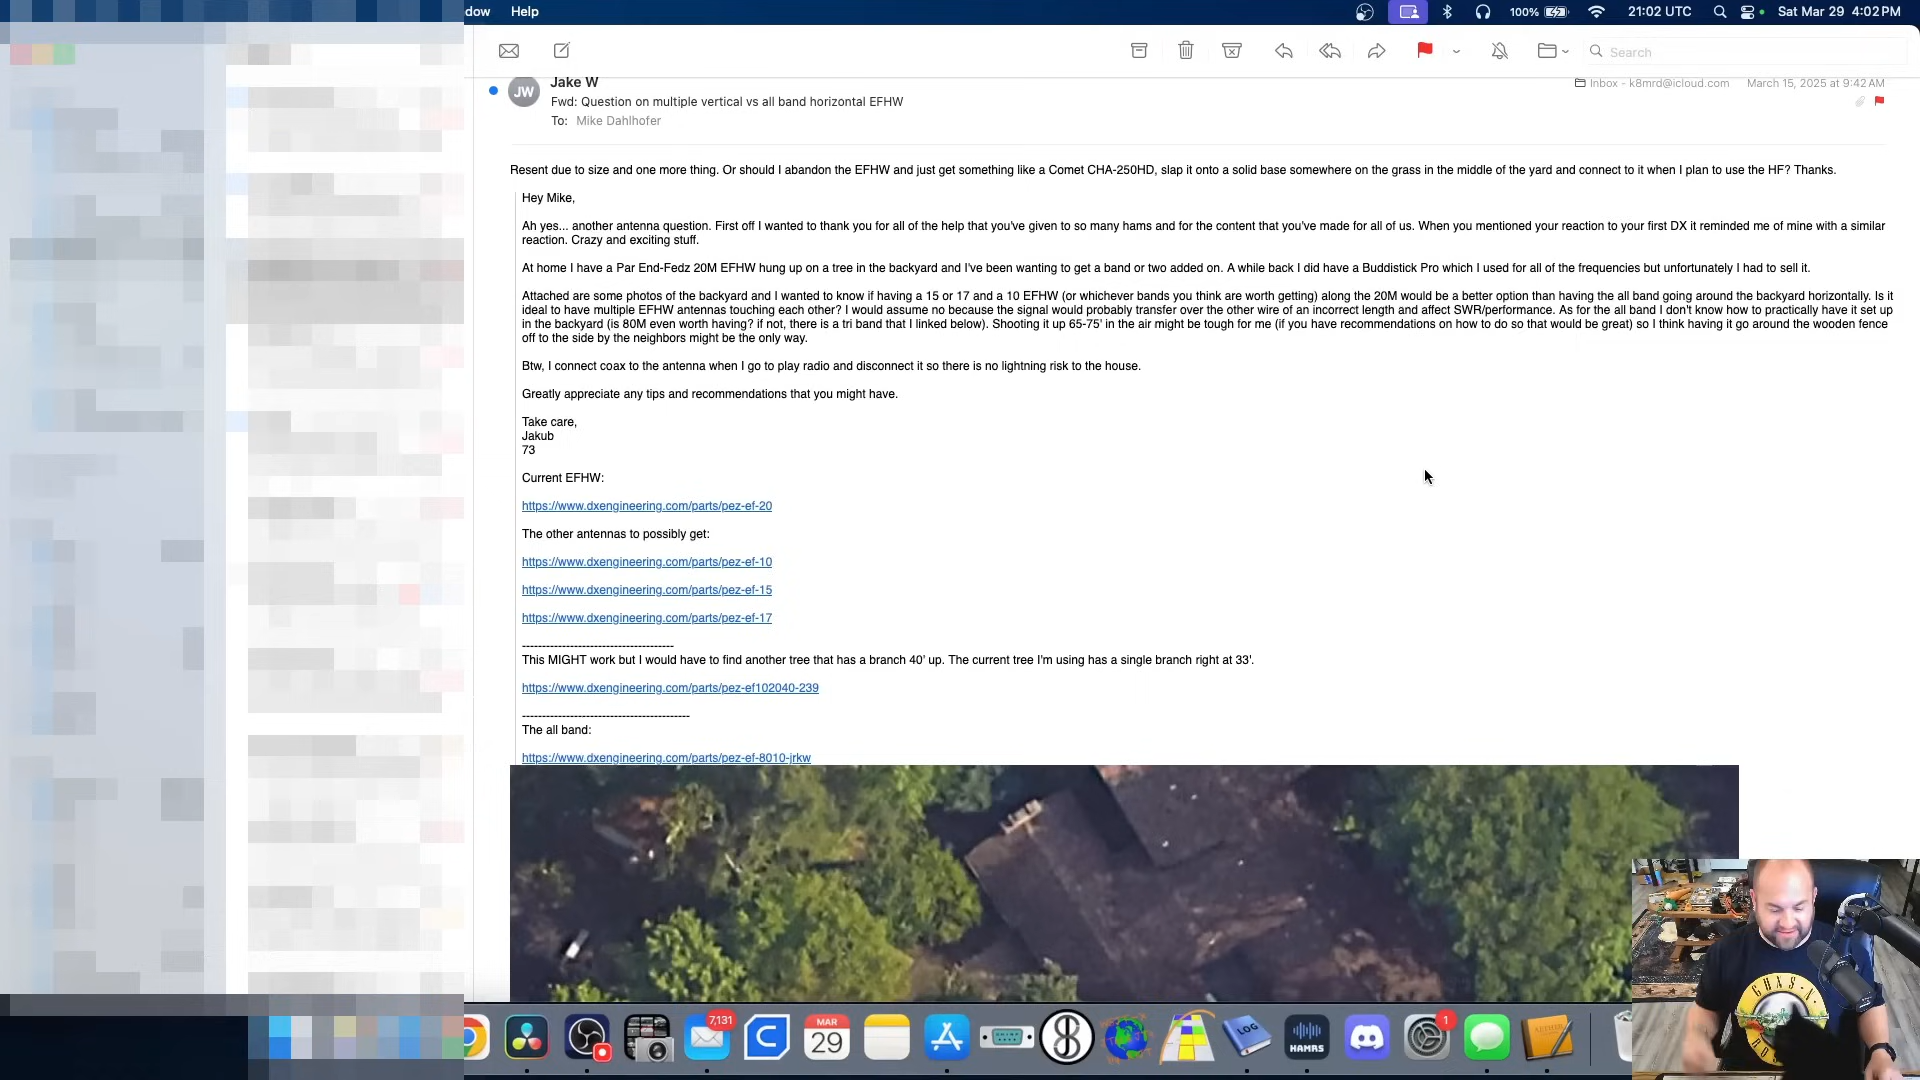 dow Help 100% 21:02 UTC Sat Mar 29 4:02 PM
Search
JW
Jake W
Inbox - k8mrd@icloud.com March 15, 2025 at 9:42 AM
Fwd: Question on multiple vertical vs all band horizontal EFHW
To: Mike Dahlhofer
Resent due to size and one more thing. Or should I abandon the EFHW and just get something like a Comet CHA-250HD, slap it onto a solid base somewhere on the grass in the middle of the yard and connect to it when I plan to use the HF? Thanks.
Hey Mike,
Ah yes... another antenna question. First off I wanted to thank you for all of the help that you've given to so many hams and for the content that you've made for all of us. When you mentioned your reaction to your first DX it reminded me of mine with a similar
reaction. Crazy and exciting stuff.
At home I have a Par End-Fedz 20M EFHW hung up on a tree in the backyard and I've been wanting to get a band or two added on. A while back I did have a Buddistick Pro which I used for all of the frequencies but unfortunately I had to sell it.
Attached are some photos of the backyard and I wanted to know if having a 15 or 17 and a 10 EFHW (or whichever bands you think are worth getting) along the 20M would be a better option than having the all band going around the backyard horizontally. Is it
ideal to have multiple EFHW antennas touching each other? I would assume no because the signal would probably transfer over the other wire of an incorrect length and affect SWR/performance. As for the all band I don't know how to practically have it set up
in the backyard (is 80M even worth having? if not, there is a tri band that I linked below). Shooting it up 65-75' in the air might be tough for me (if you have recommendations on how to do so that would be great) so I think having it go around the wooden fence
off to the side by the neighbors might be the only way.
Btw, I connect coax to the antenna when I go to play radio and disconnect it so there is no lightning risk to the house.
Greatly appreciate any tips and recommendations that you might have.
Take care,
Jakub
73
Current EFHW:
https://www.dxengineering.com/parts/pez-ef-20
The other antennas to possibly get:
https://www.dxengineering.com/parts/pez-ef-10
https://www.dxengineering.com/parts/pez-ef-15
https://www.dxengineering.com/parts/pez-ef-17
--------------------------------------
This MIGHT work but I would have to find another tree that has a branch 40' up. The current tree I'm using has a single branch right at 33'.
https://www.dxengineering.com/parts/pez-ef102040-239
------------------------------------------
The all band:
https://www.dxengineering.com/parts/pez-ef-8010-jrkw
7,131
MAR
29
LOG
HAMRS
1